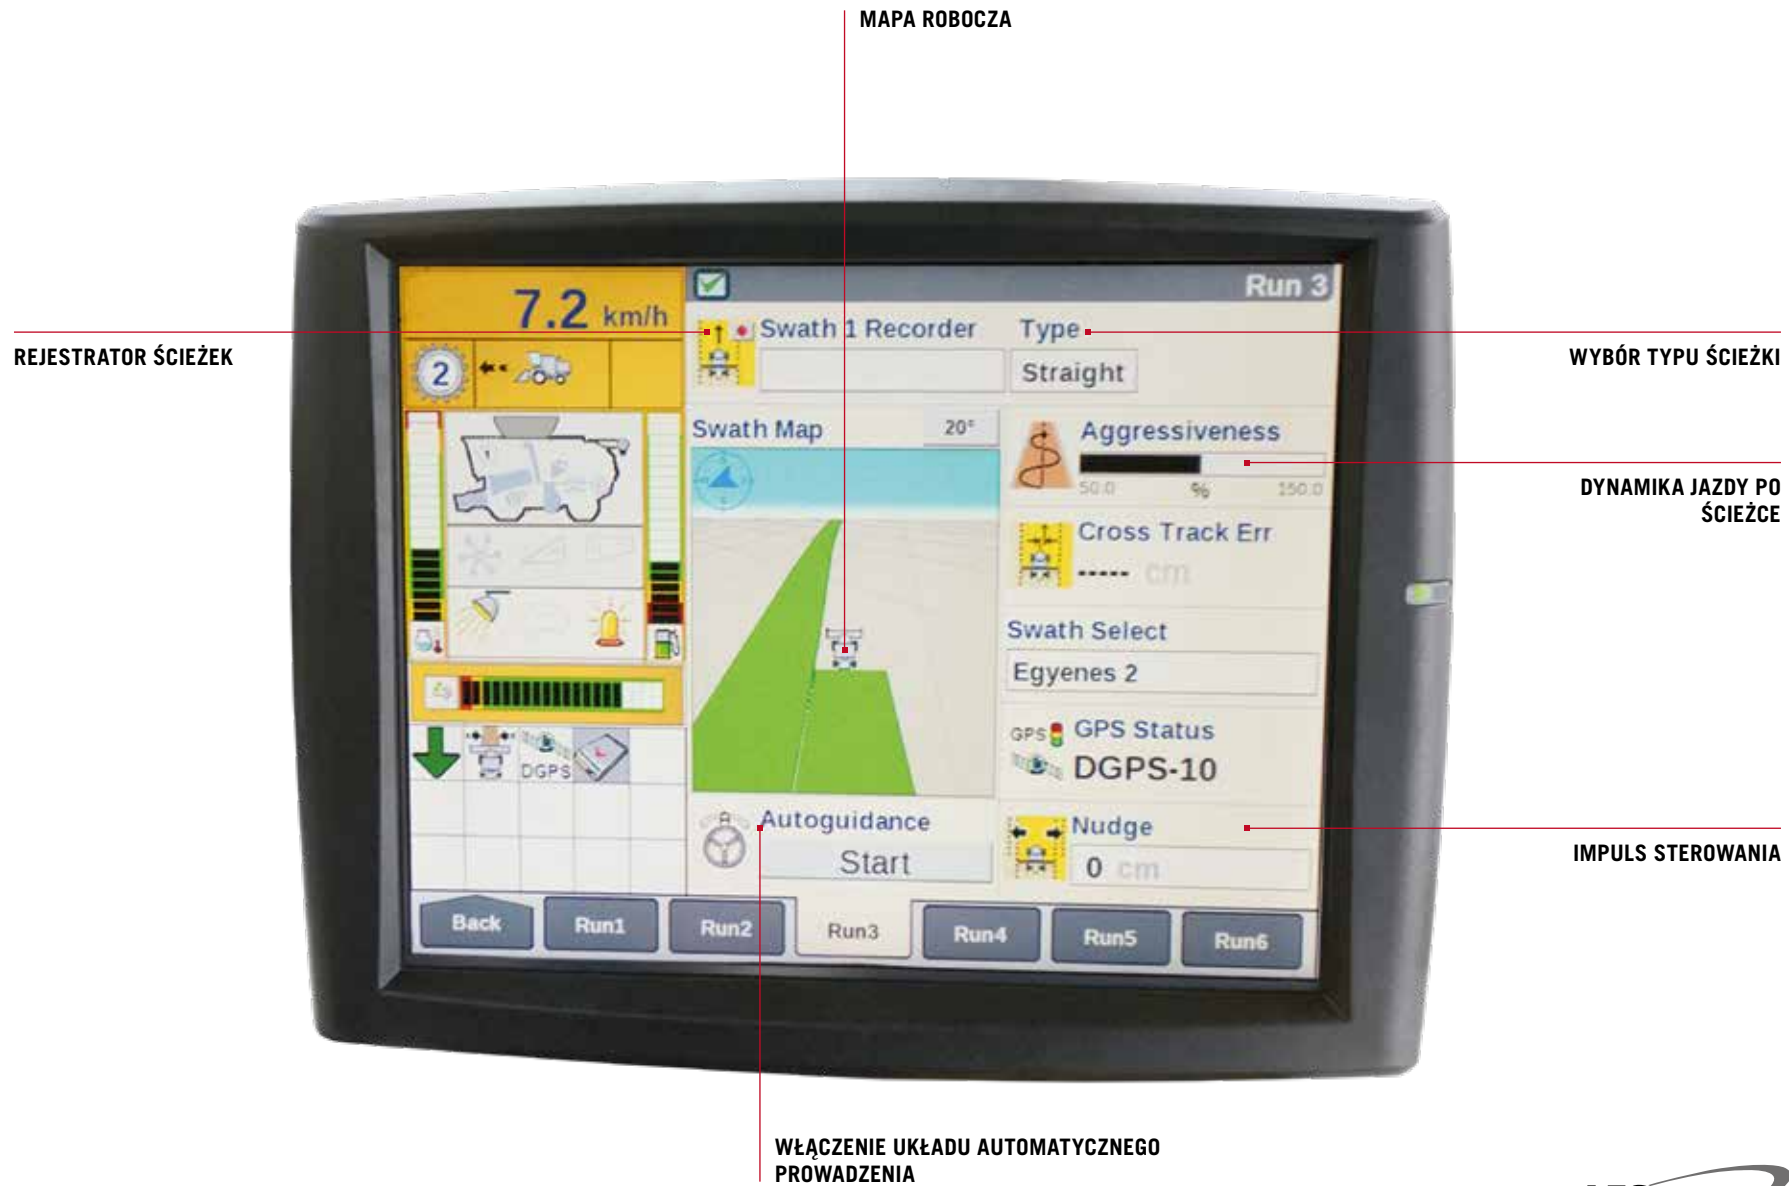 MAPA ROBOCZA
REJESTRATOR ŚCIEŻEK
WYBÓR TYPU ŚCIEŻKI
DYNAMIKA JAZDY PO
ŚCIEŻCE
IMPULS STEROWANIA
WŁĄCZENIE UKŁADU AUTOMATYCZNEGO
PROWADZENIA
7.2 km/h
2
DGPS
Run 3
Swath 1 Recorder
Type
Straight
Swath Map
20°
Aggressiveness
50.0 % 150.0
Cross Track Err
----- cm
Swath Select
Egyenes 2
GPS
GPS Status
DGPS-10
Autoguidance
Start
Nudge
0 cm
Back
Run1
Run2
Run3
Run4
Run5
Run6